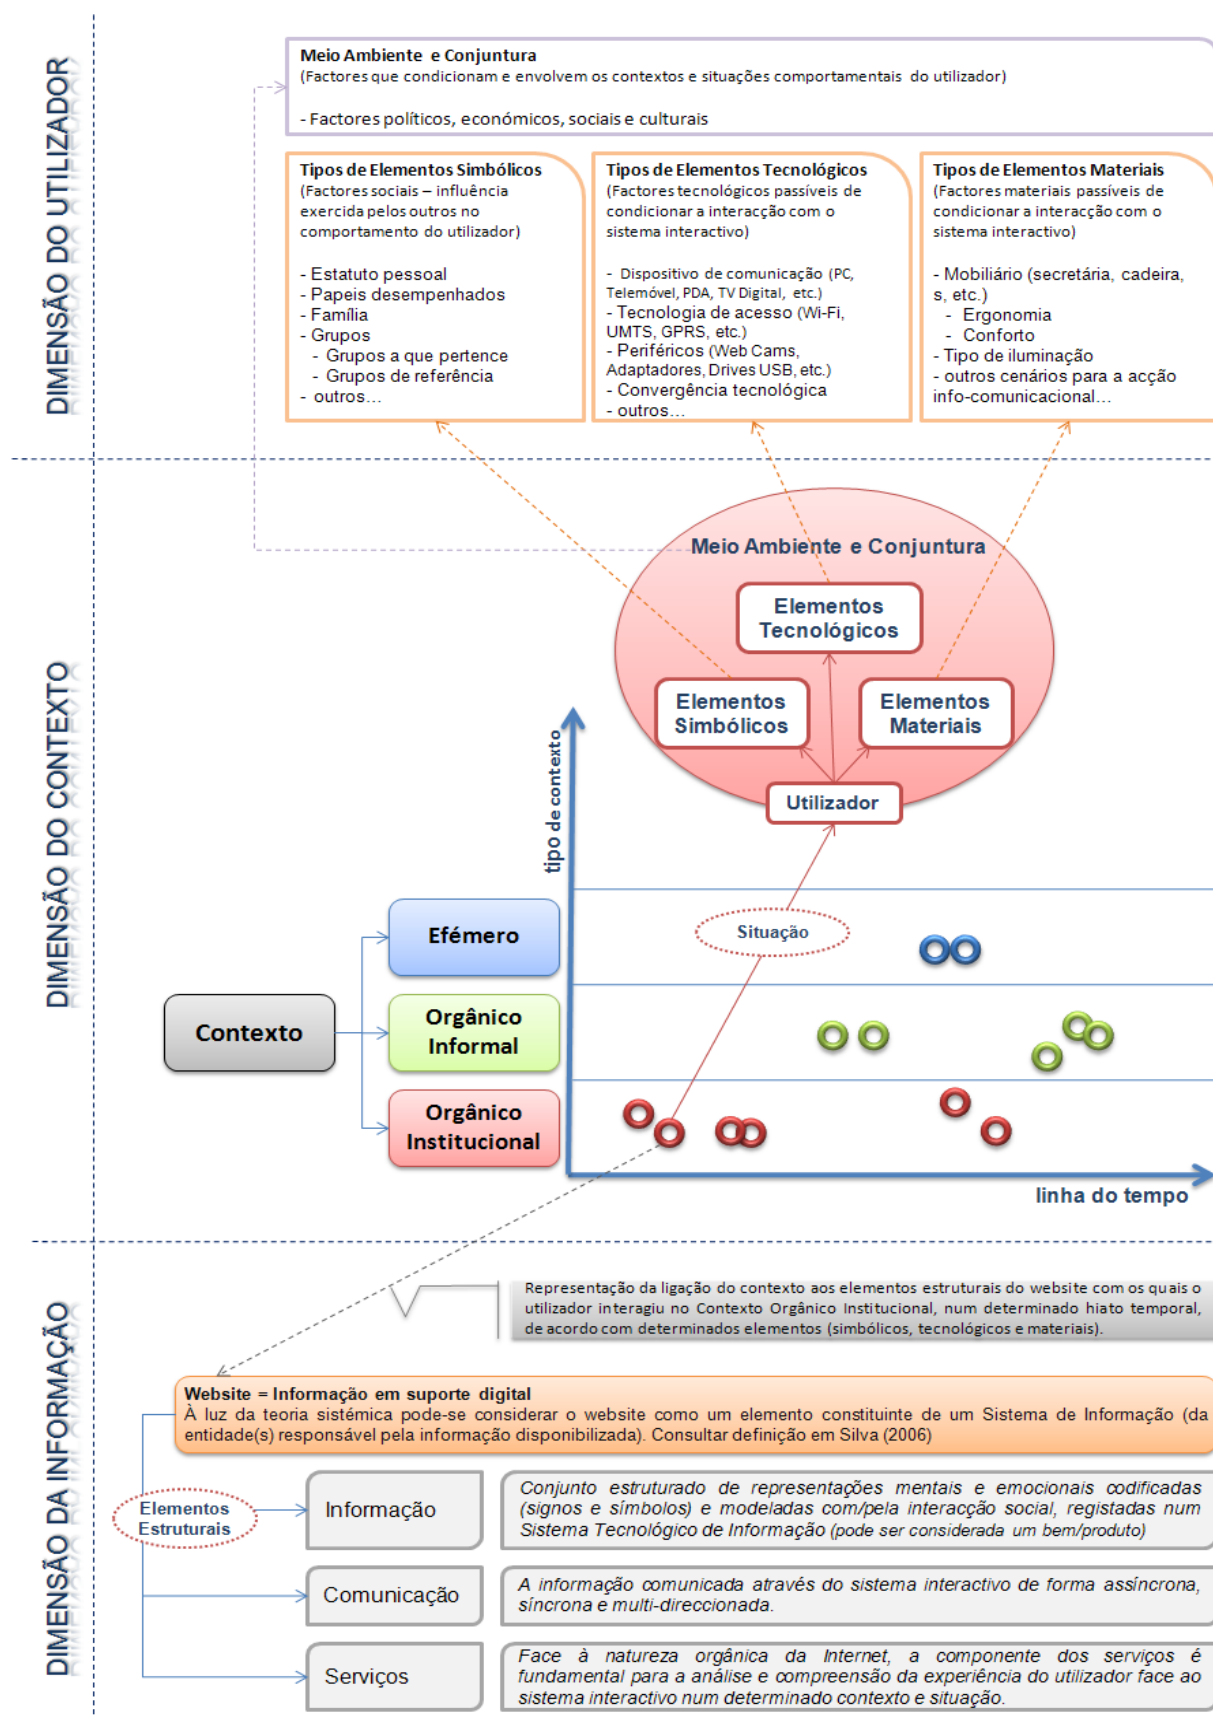 DIMENSÃO DO UTILIZADOR
Meio Ambiente e Conjuntura
(Factores que condicionam e envolvem os contextos e situações comportamentais do utilizador)
- Factores políticos, económicos, sociais e culturais
Tipos de Elementos Simbólicos
(Factores sociais – influência
exercida pelos outros no
comportamento do utilizador)
- Estatuto pessoal
- Papeis desempenhados
- Família
- Grupos
- Grupos a que pertence
- Grupos de referência
- outros...
Tipos de Elementos Tecnológicos
(Factores tecnológicos passíveis de
condicionar a interacção com o
sistema interactivo)
- Dispositivo de comunicação (PC,
Telemóvel, PDA, TV Digital, etc.)
- Tecnologia de acesso (Wi-Fi,
UMTS, GPRS, etc.)
- Periféricos (Web Cams,
Adaptadores, Drives USB, etc.)
- Convergência tecnológica
- outros...
Tipos de Elementos Materiais
(Factores materiais passíveis de
condicionar a interacção com o
sistema interactivo)
- Mobiliário (secretária, cadeira,
s, etc.)
- Ergonomia
- Conforto
- Tipo de iluminação
- outros cenários para a acção
info-comunicacional...
DIMENSÃO DO CONTEXTO
Meio Ambiente e Conjuntura
Elementos
Tecnológicos
Elementos
Simbólicos
Elementos
Materiais
Utilizador
tipo de contexto
Situação
Contexto
Efémero
Orgânico
Informal
Orgânico
Institucional
linha do tempo
DIMENSÃO DA INFORMAÇÃO
Representação da ligação do contexto aos elementos estruturais do website com os quais o
utilizador interagiu no Contexto Orgânico Institucional, num determinado hiato temporal,
de acordo com determinados elementos (simbólicos, tecnológicos e materiais).
Website = Informação em suporte digital
À luz da teoria sistémica pode-se considerar o website como um elemento constituinte de um Sistema de Informação (da
entidade(s) responsável pela informação disponibilizada). Consultar definição em Silva (2006)
Elementos
Estruturais
Informação
Conjunto estruturado de representações mentais e emocionais codificadas
(signos e símbolos) e modeladas com/pela interacção social, registadas num
Sistema Tecnológico de Informação (pode ser considerada um bem/produto)
Comunicação
A informação comunicada através do sistema interactivo de forma assíncrona,
síncrona e multi-direccionada.
Serviços
Face à natureza orgânica da Internet, a componente dos serviços é
fundamental para a análise e compreensão da experiência do utilizador face ao
sistema interactivo num determinado contexto e situação.